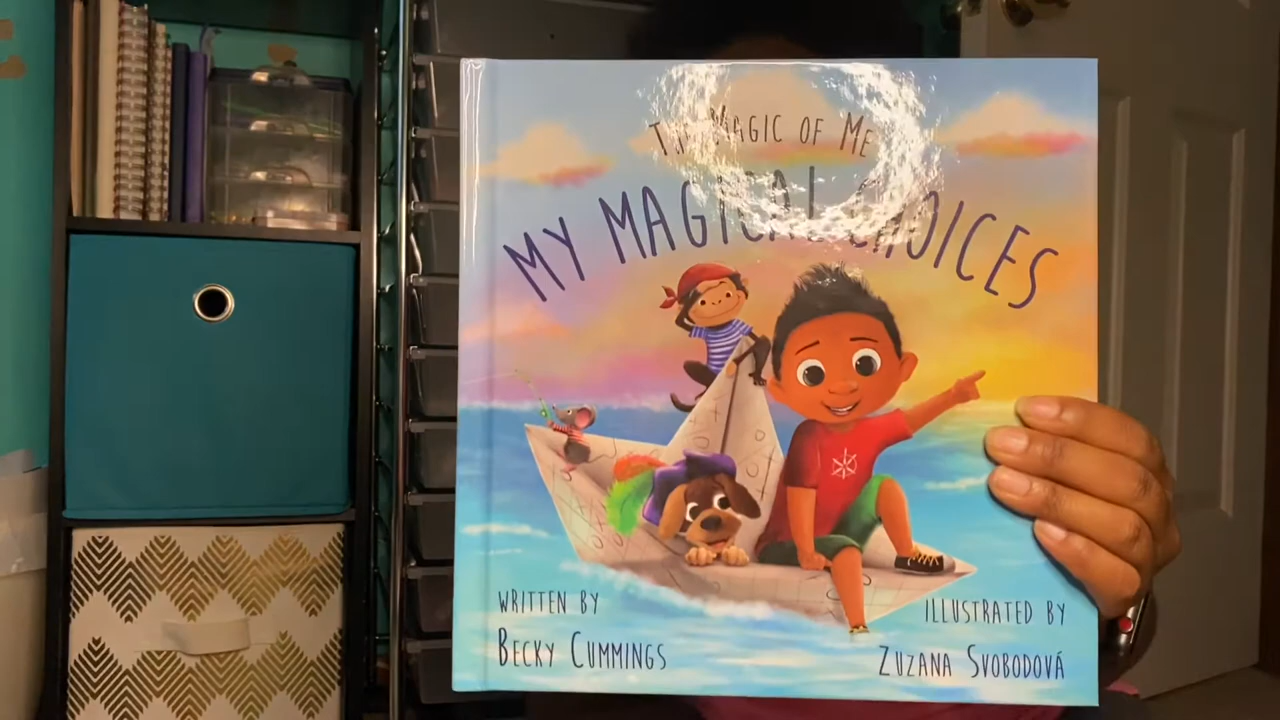 The Magic of Me
My Magical Choices
Written by
Becky Cummings
Illustrated by
Zuzana Svobodová